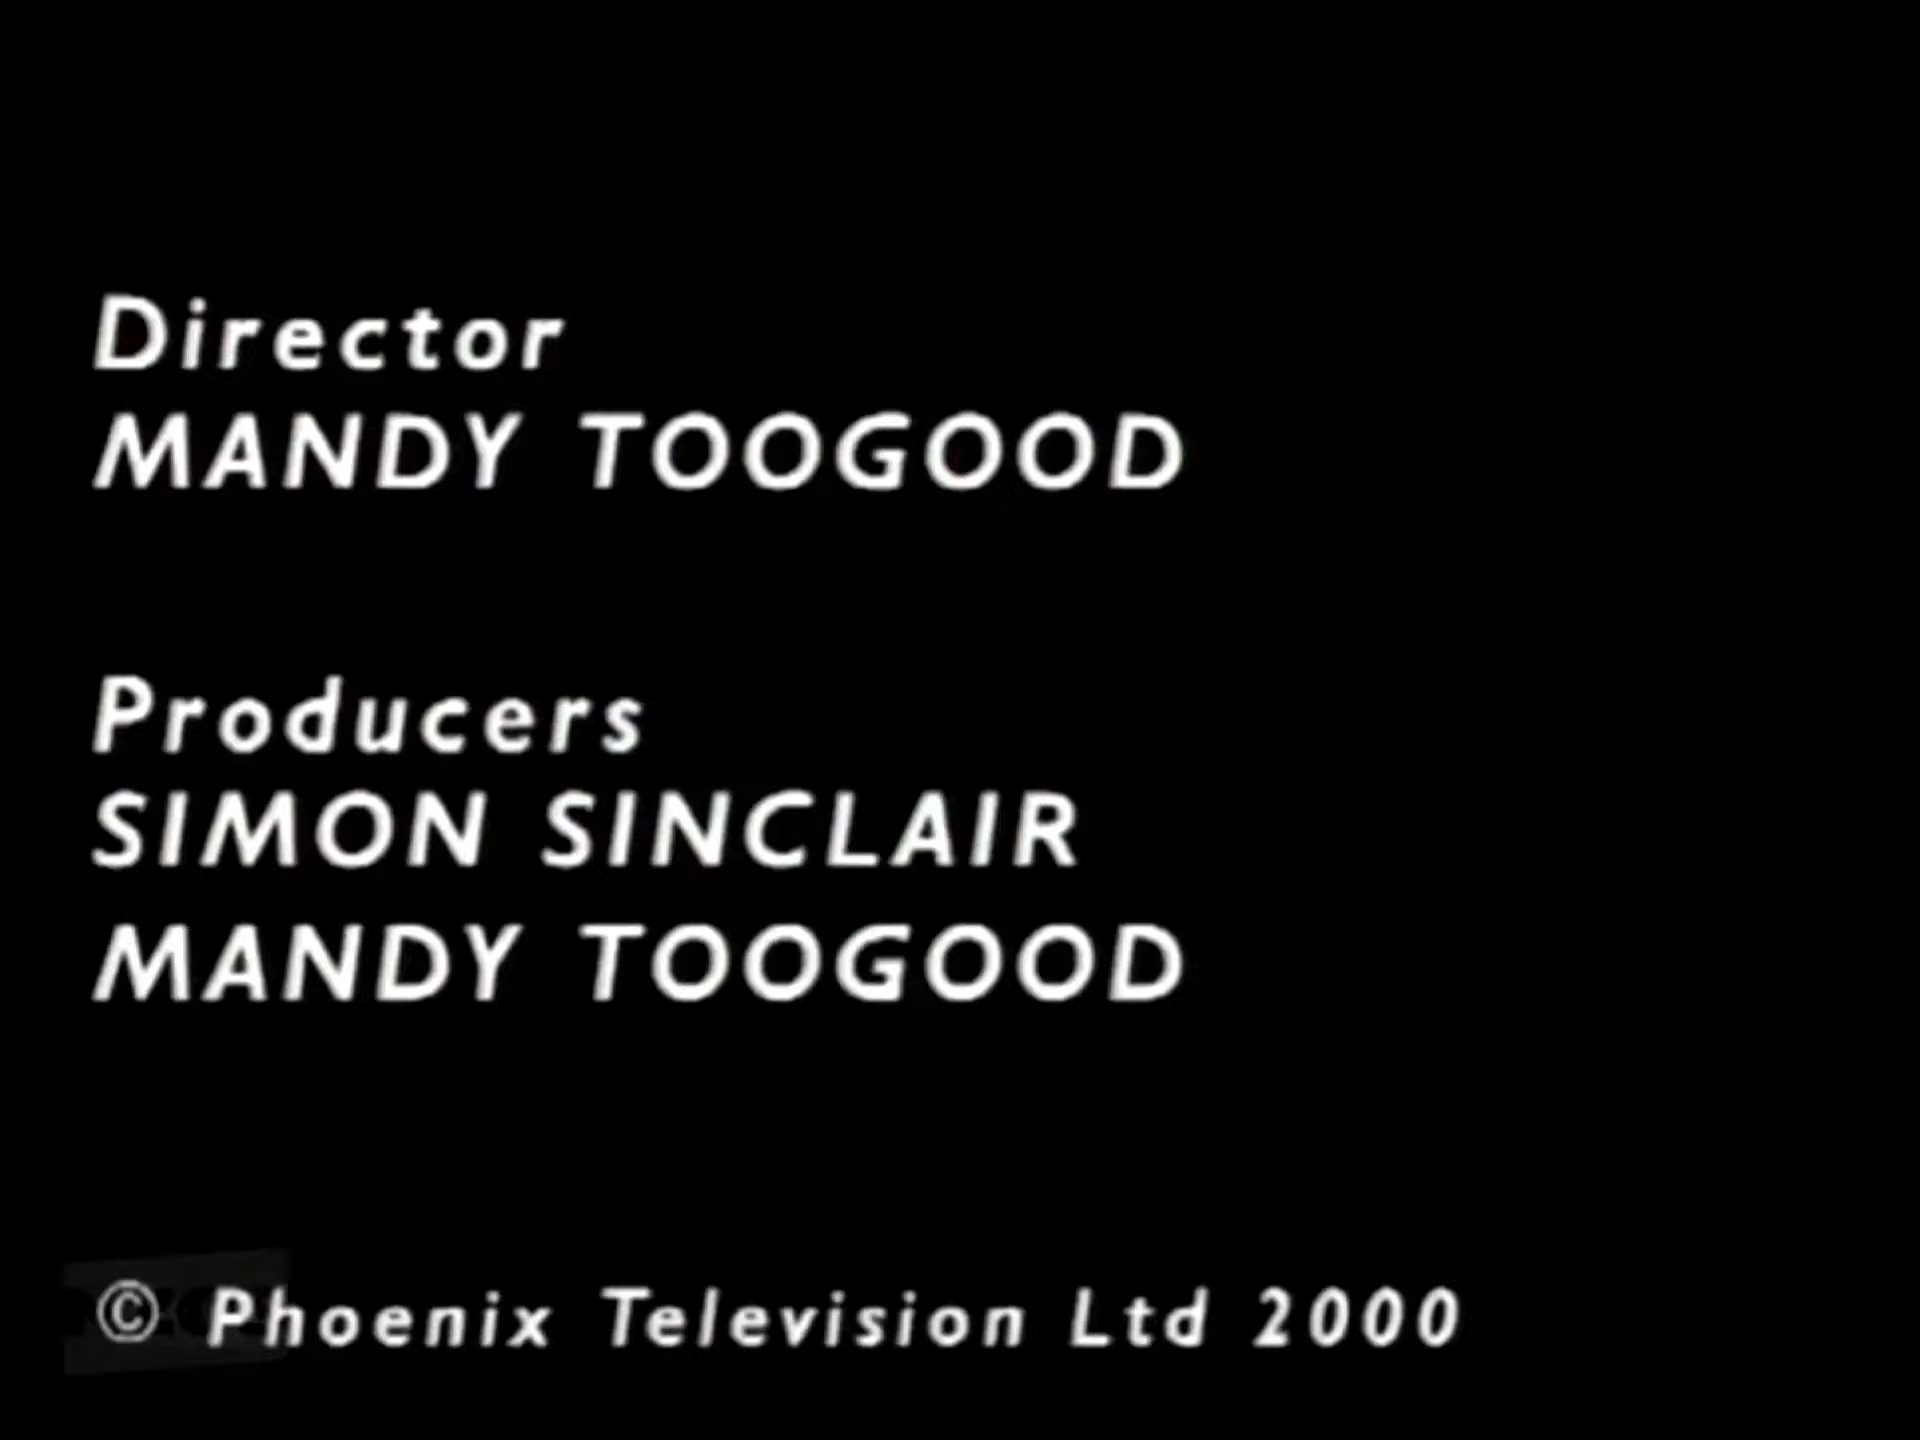 Director
MANDY TOOGOOD
Producers
SIMON SINCLAIR
MANDY TOOGOOD
© Phoenix Television Ltd 2000